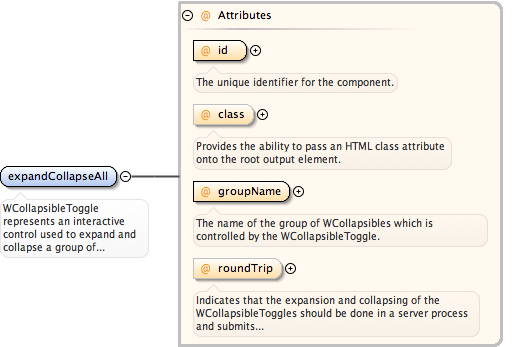 Attributes
@ id
The unique identifier for the component.
@ class
Provides the ability to pass an HTML class attribute
onto the root output element.
expandCollapseAll
WCollapsibleToggle
represents an interactive
control used to expand and
collapse a group of...
@ groupName
The name of the group of WCollapsibles which is
controlled by the WCollapsibleToggle.
@ roundTrip
Indicates that the expansion and collapsing of the
WCollapsibleToggles should be done in a server process
and submits...